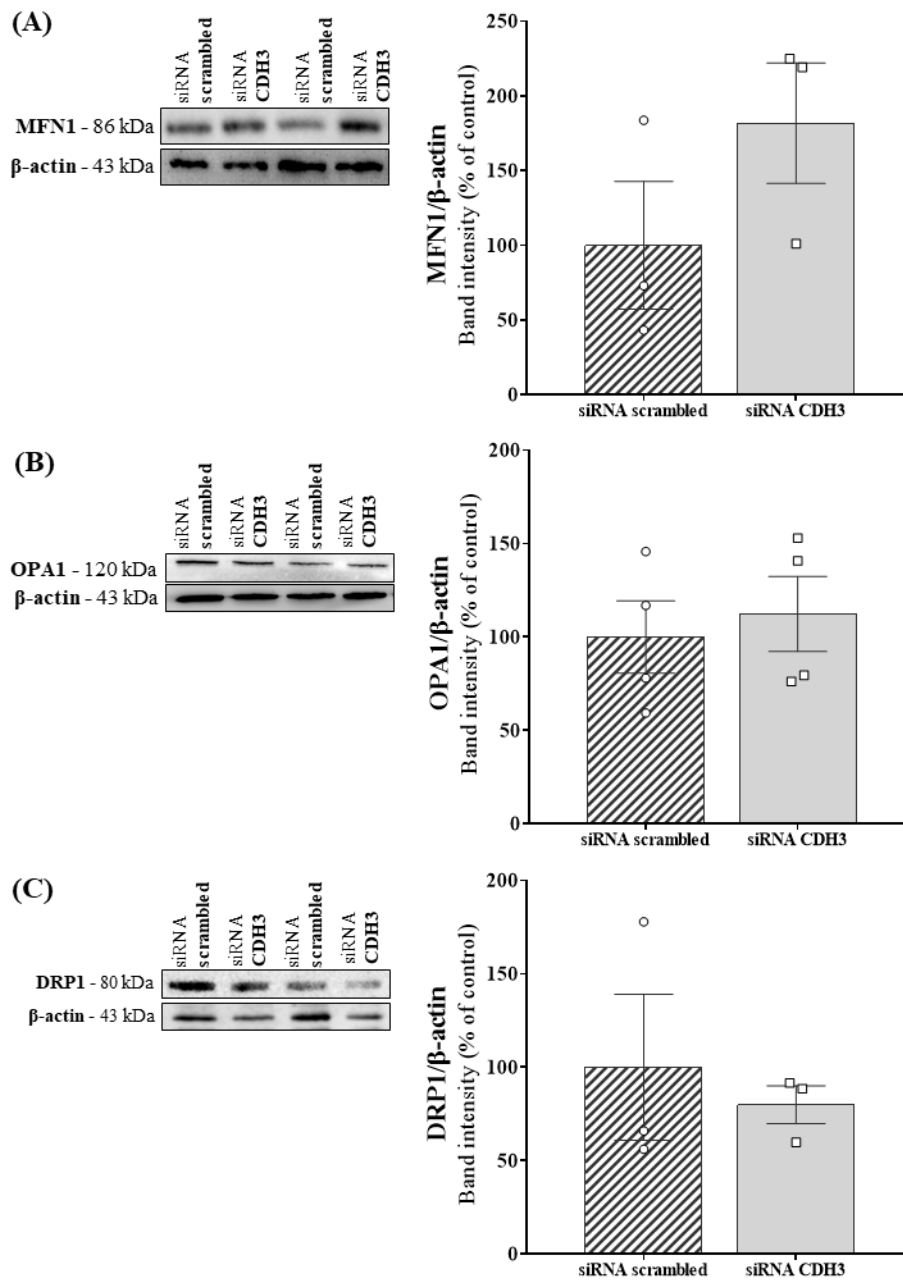 (A)
siRNA scrambled
siRNA CDH3
siRNA scrambled
siRNA CDH3
MFN1 - 86 kDa
β-actin - 43 kDa
MFN1/β-actin
Band intensity (% of control)
250
200
150
100
50
0
siRNA scrambled
siRNA CDH3
(B)
siRNA scrambled
siRNA CDH3
siRNA scrambled
siRNA CDH3
OPA1 - 120 kDa
β-actin - 43 kDa
OPA1/β-actin
Band intensity (% of control)
200
150
100
50
0
siRNA scrambled
siRNA CDH3
(C)
siRNA scrambled
siRNA CDH3
siRNA scrambled
siRNA CDH3
DRP1 - 80 kDa
β-actin - 43 kDa
DRP1/β-actin
Band intensity (% of control)
200
150
100
50
0
siRNA scrambled
siRNA CDH3